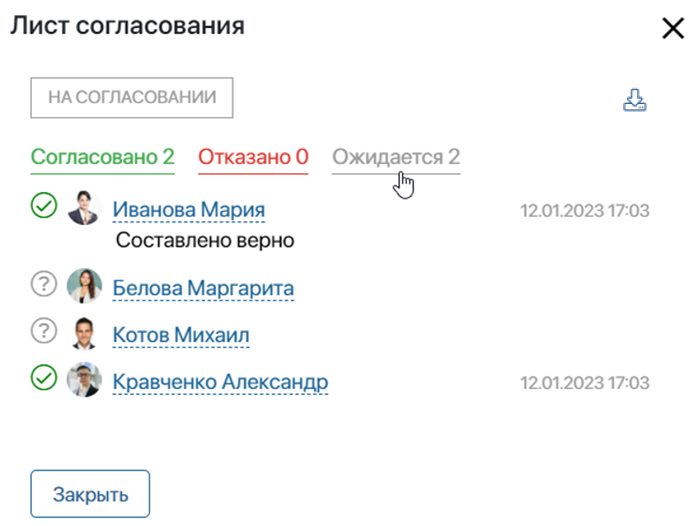 Лист согласования
НА СОГЛАСОВАНИИ
Согласовано 2 Отказано 0 Ожидается 2
Иванова Мария 12.01.2023 17:03
Составлено верно
Белова Маргарита
Котов Михаил
Кравченко Александр 12.01.2023 17:03
Закрыть